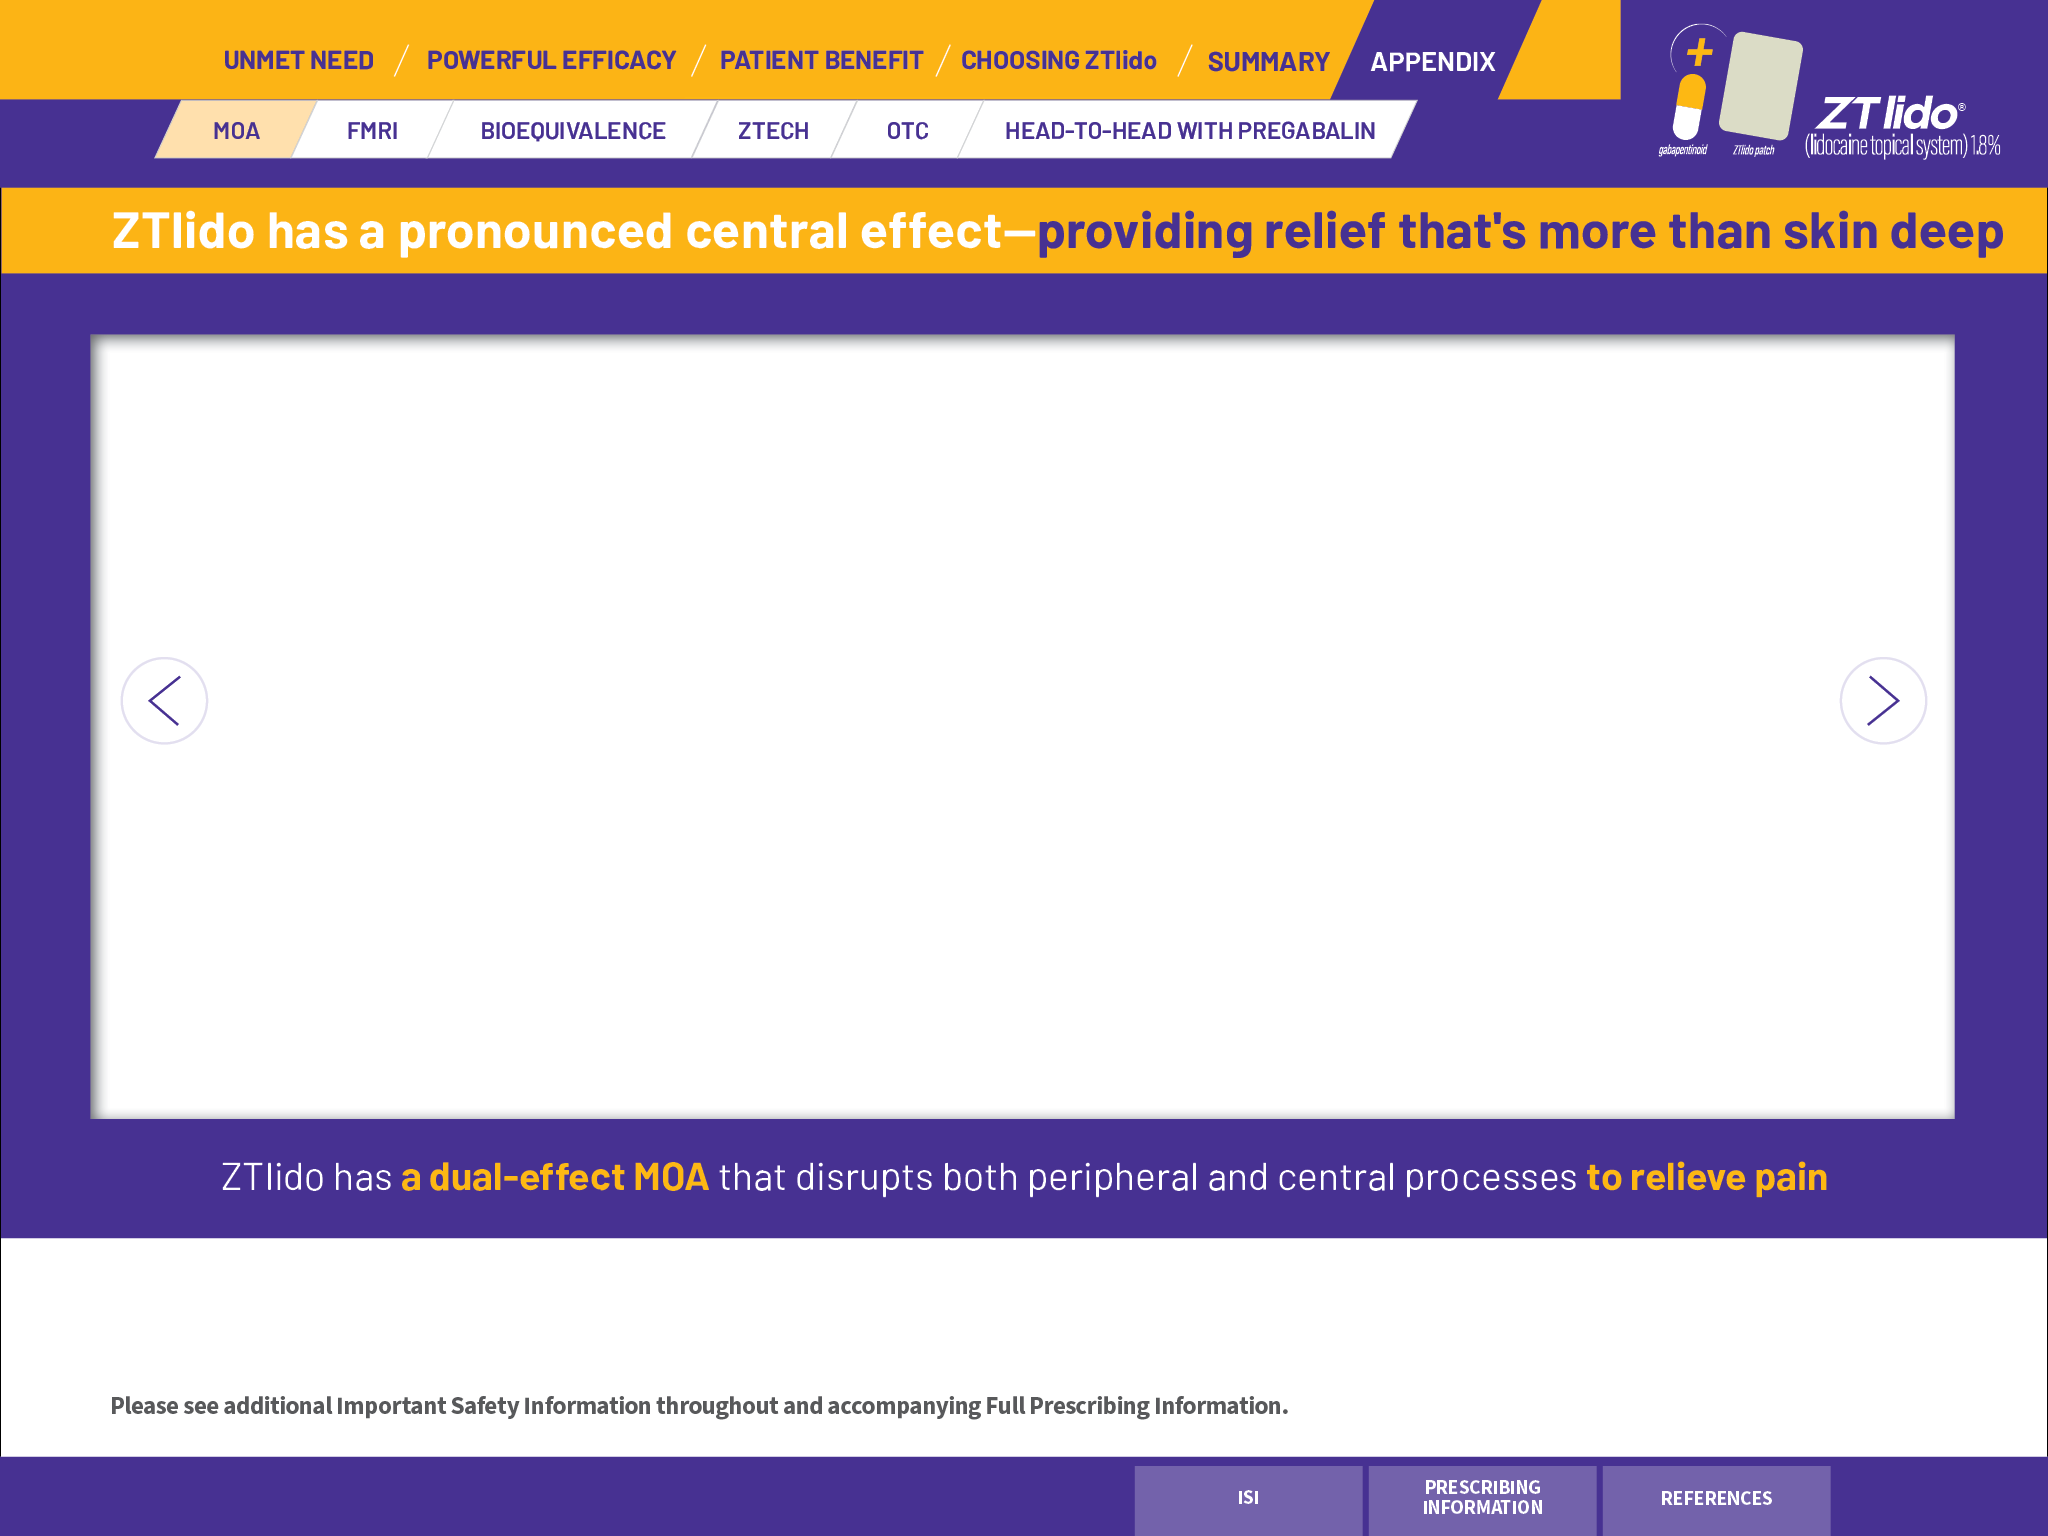 UNMET NEED / POWERFUL EFFICACY / PATIENT BENEFIT / CHOOSING ZTlido / SUMMARY APPENDIX
MOA FMRI BIOEQUIVALENCE ZTECH OTC HEAD-TO-HEAD WITH PREGABALIN
gabapentinoid ZTlido patch
ZTlido®
(lidocaine topical system) 1.8%
ZTlido has a pronounced central effect—providing relief that's more than skin deep
ZTlido has a dual-effect MOA that disrupts both peripheral and central processes to relieve pain
Please see additional Important Safety Information throughout and accompanying Full Prescribing Information.
ISI
PRESCRIBING
INFORMATION
REFERENCES